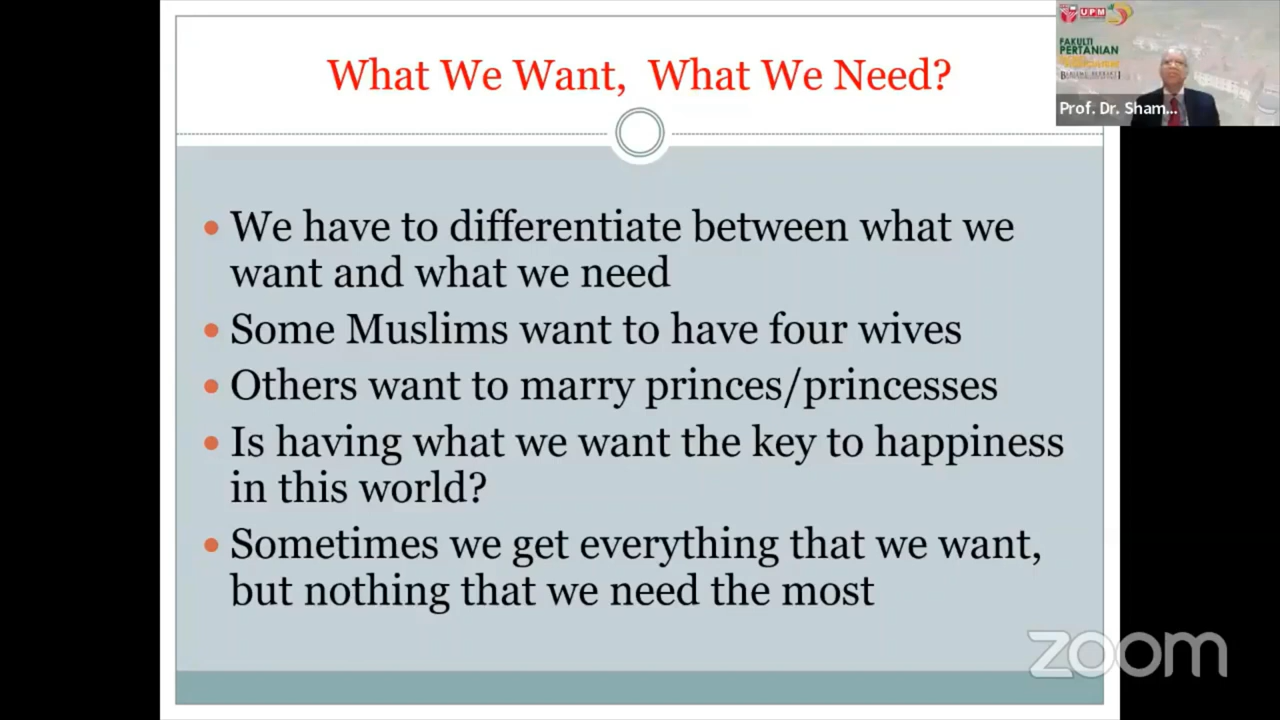 What We Want, What We Need?
• We have to differentiate between what we
want and what we need
• Some Muslims want to have four wives
• Others want to marry princes/princesses
• Is having what we want the key to happiness
in this world?
• Sometimes we get everything that we want,
but nothing that we need the most
UPM
FAKULTI
PERTANIAN
Prof. Dr. Sham...
zoom